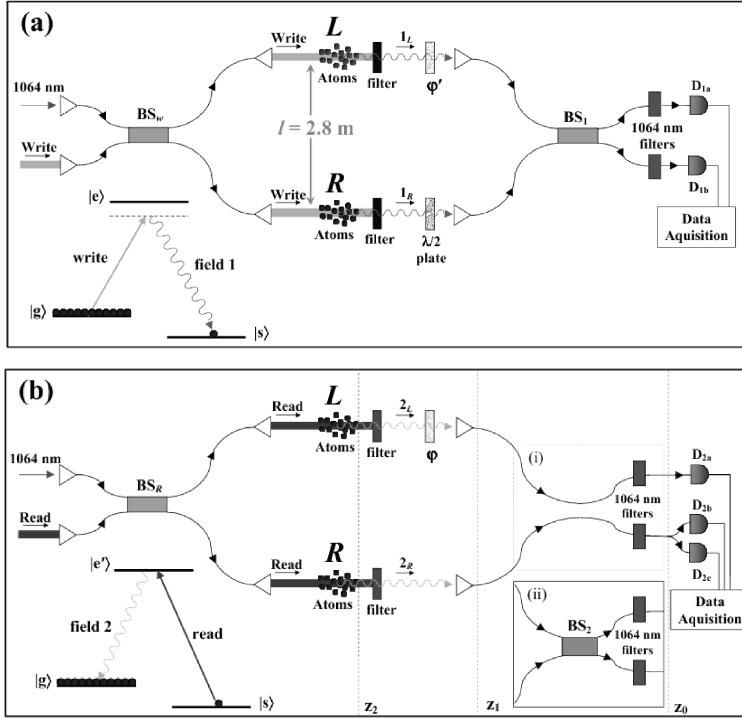 (a)
L
Write
1_L
Atoms
filter
φ'
1064 nm
BS_w
Write
l = 2.8 m
BS_1
D_1a
1064 nm
filters
D_1b
Data
Aquisition
R
Write
1_R
Atoms
filter
λ/2
plate
|e⟩
write
field 1
|g⟩
|s⟩
(b)
L
Read
2_L
Atoms
filter
φ
1064 nm
BS_R
Read
(i)
D_2a
1064 nm
filters
D_2b
D_2c
Data
Aquisition
R
Read
2_R
Atoms
filter
|e'⟩
field 2
read
|g⟩
|s⟩
(ii)
BS_2
1064 nm
filters
z_2
z_1
z_0